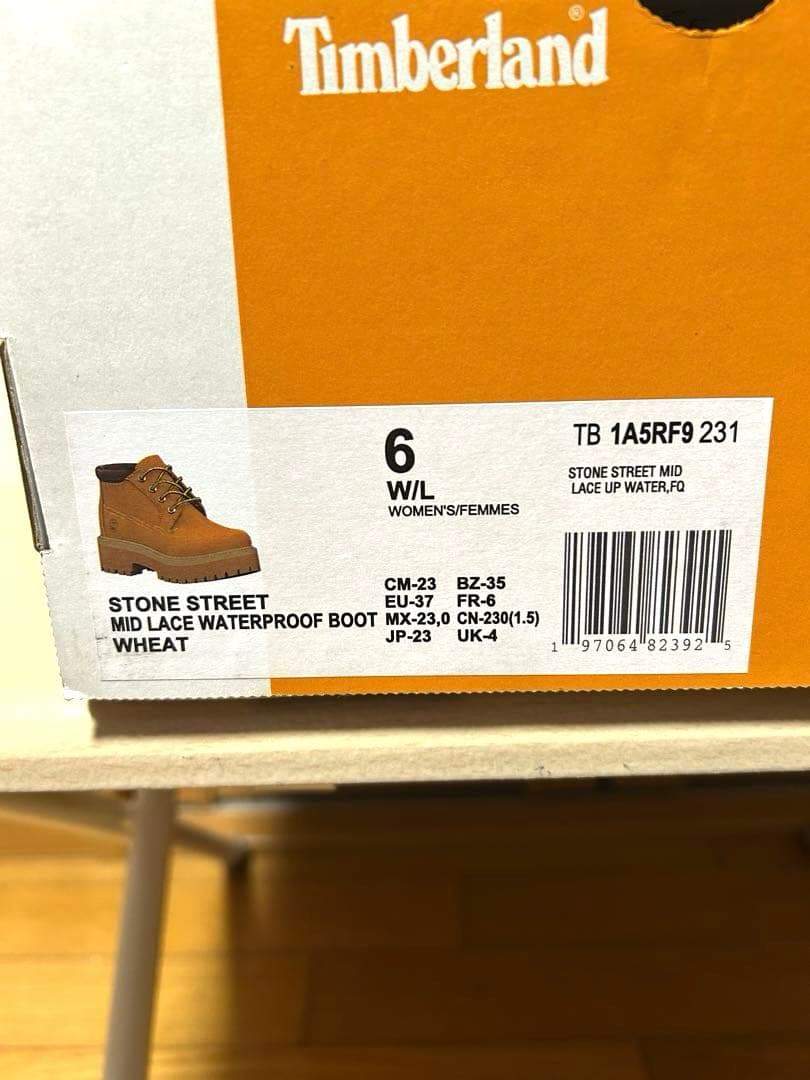 Timberland®
6
W/L
WOMEN'S/FEMMES
TB 1A5RF9 231
STONE STREET MID
LACE UP WATER,FQ
STONE STREET
MID LACE WATERPROOF BOOT
WHEAT
CM-23 BZ-35
EU-37 FR-6
MX-23,0 CN-230(1.5)
JP-23 UK-4
1 97064 82392 5